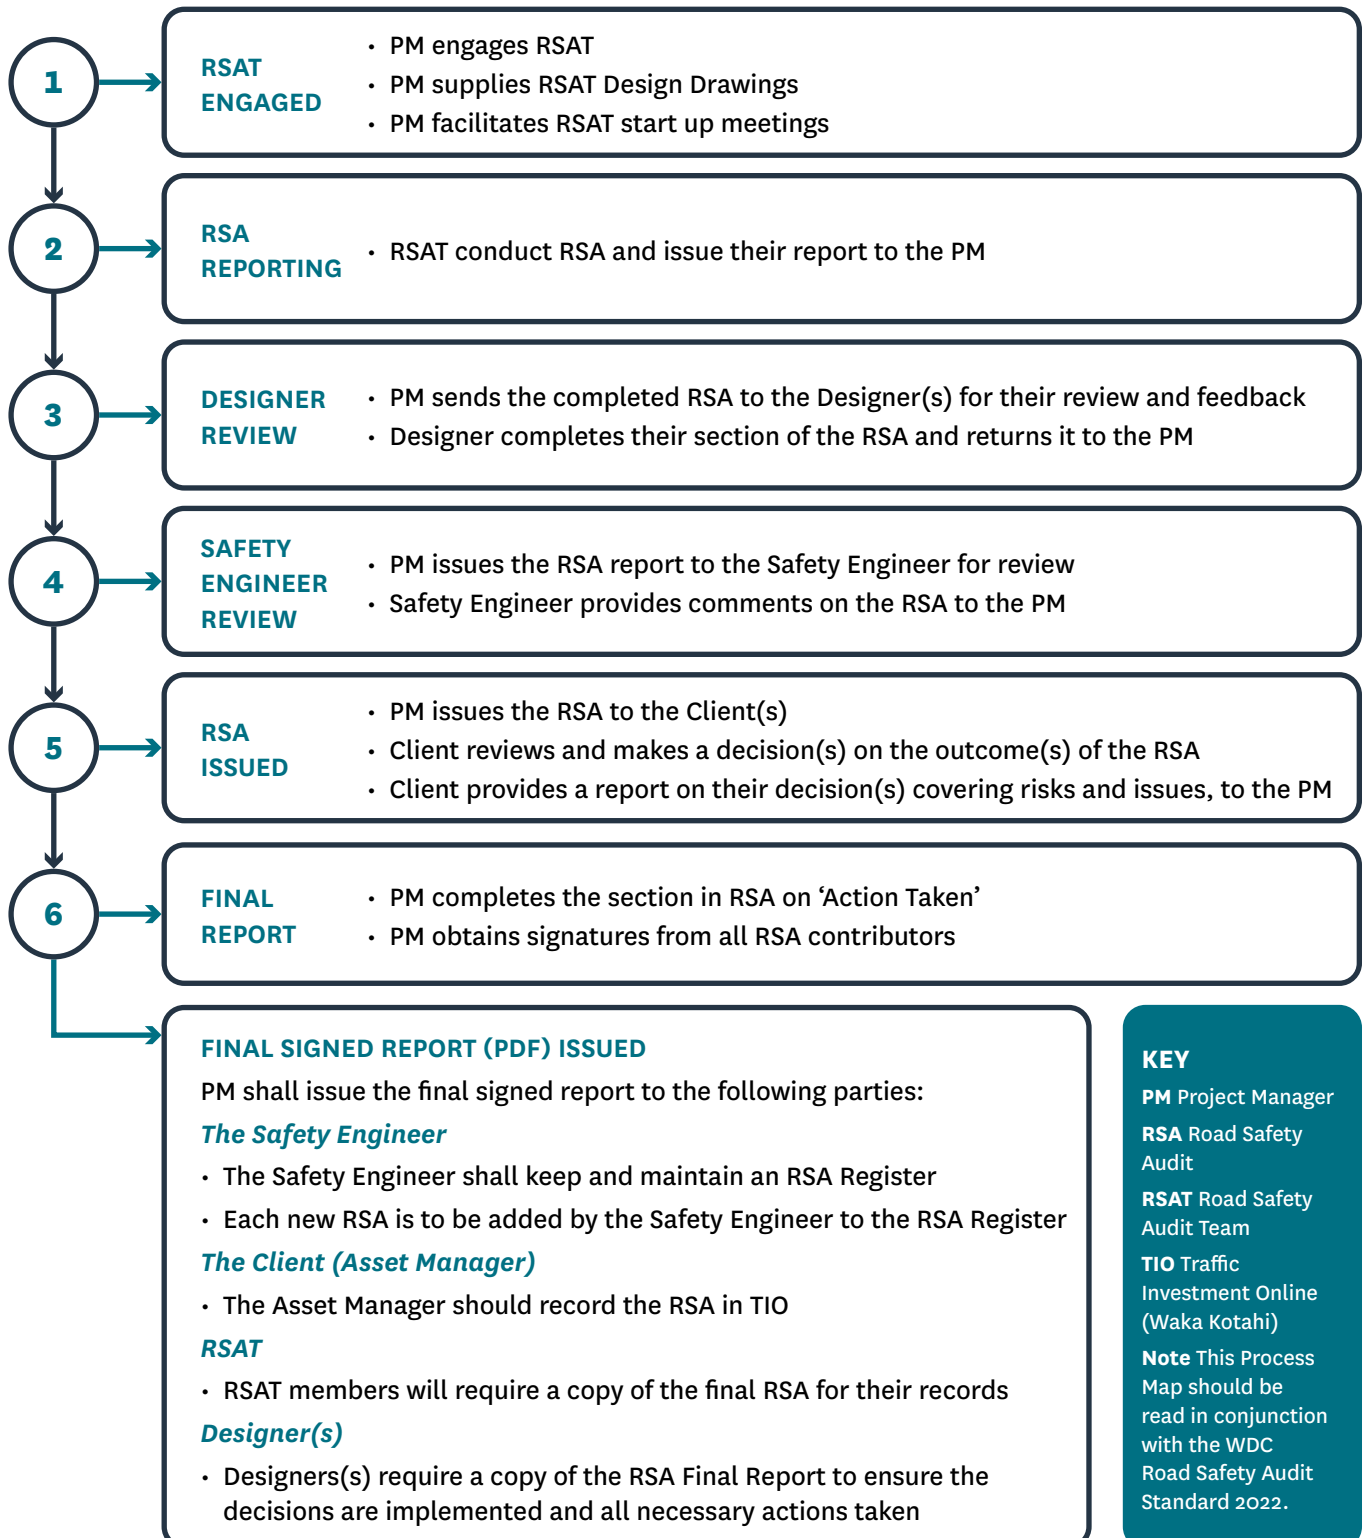 1
RSAT
ENGAGED
• PM engages RSAT
• PM supplies RSAT Design Drawings
• PM facilitates RSAT start up meetings
2
RSA
REPORTING
• RSAT conduct RSA and issue their report to the PM
3
DESIGNER
REVIEW
• PM sends the completed RSA to the Designer(s) for their review and feedback
• Designer completes their section of the RSA and returns it to the PM
4
SAFETY
ENGINEER
REVIEW
• PM issues the RSA report to the Safety Engineer for review
• Safety Engineer provides comments on the RSA to the PM
5
RSA
ISSUED
• PM issues the RSA to the Client(s)
• Client reviews and makes a decision(s) on the outcome(s) of the RSA
• Client provides a report on their decision(s) covering risks and issues, to the PM
6
FINAL
REPORT
• PM completes the section in RSA on ‘Action Taken’
• PM obtains signatures from all RSA contributors
FINAL SIGNED REPORT (PDF) ISSUED
PM shall issue the final signed report to the following parties:
The Safety Engineer
• The Safety Engineer shall keep and maintain an RSA Register
• Each new RSA is to be added by the Safety Engineer to the RSA Register
The Client (Asset Manager)
• The Asset Manager should record the RSA in TIO
RSAT
• RSAT members will require a copy of the final RSA for their records
Designer(s)
• Designers(s) require a copy of the RSA Final Report to ensure the
decisions are implemented and all necessary actions taken
KEY
PM Project Manager
RSA Road Safety
Audit
RSAT Road Safety
Audit Team
TIO Traffic
Investment Online
(Waka Kotahi)
Note This Process
Map should be
read in conjunction
with the WDC
Road Safety Audit
Standard 2022.